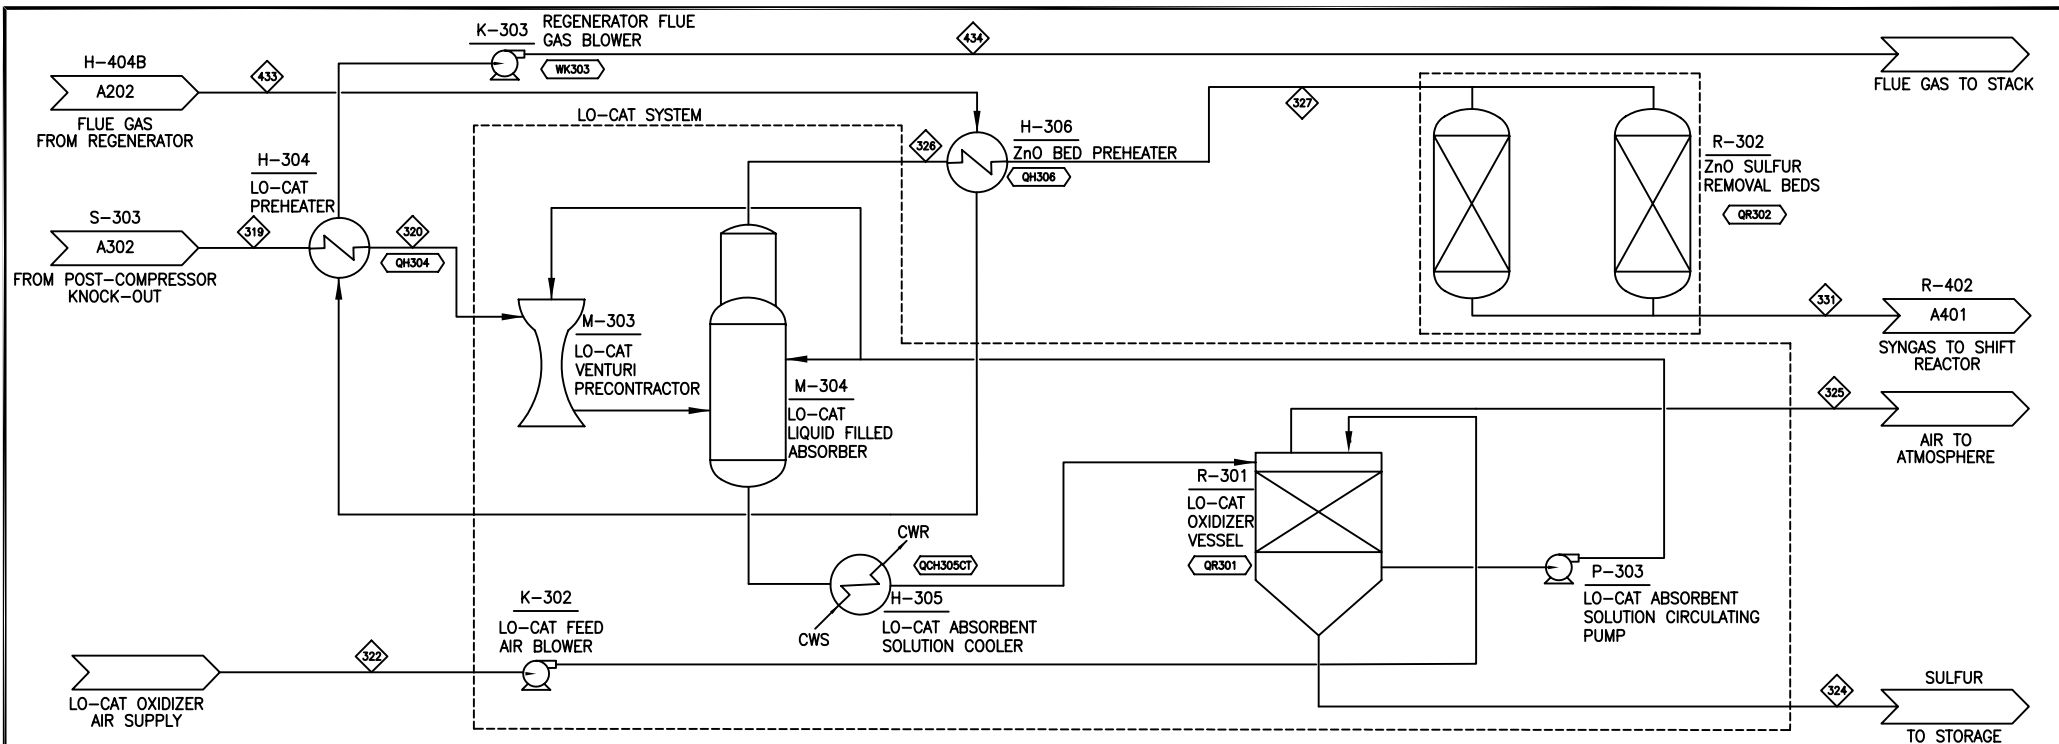 K-303
REGENERATOR FLUE
GAS BLOWER
WK303
434
FLUE GAS TO STACK
H-404B
A202
FLUE GAS
FROM REGENERATOR
433
LO-CAT SYSTEM
327
326
H-306
ZnO BED PREHEATER
QH306
R-302
ZnO SULFUR
REMOVAL BEDS
QR302
H-304
LO-CAT
PREHEATER
S-303
A302
FROM POST-COMPRESSOR
KNOCK-OUT
319
320
QH304
331
R-402
A401
SYNGAS TO SHIFT
REACTOR
M-303
LO-CAT
VENTURI
PRECONTRACTOR
M-304
LO-CAT
LIQUID FILLED
ABSORBER
325
AIR TO
ATMOSPHERE
R-301
LO-CAT
OXIDIZER
VESSEL
QR301
CWR
QCH305CT
CWS
H-305
LO-CAT ABSORBENT
SOLUTION COOLER
P-303
LO-CAT ABSORBENT
SOLUTION CIRCULATING
PUMP
K-302
LO-CAT FEED
AIR BLOWER
322
LO-CAT OXIDIZER
AIR SUPPLY
324
SULFUR
TO STORAGE